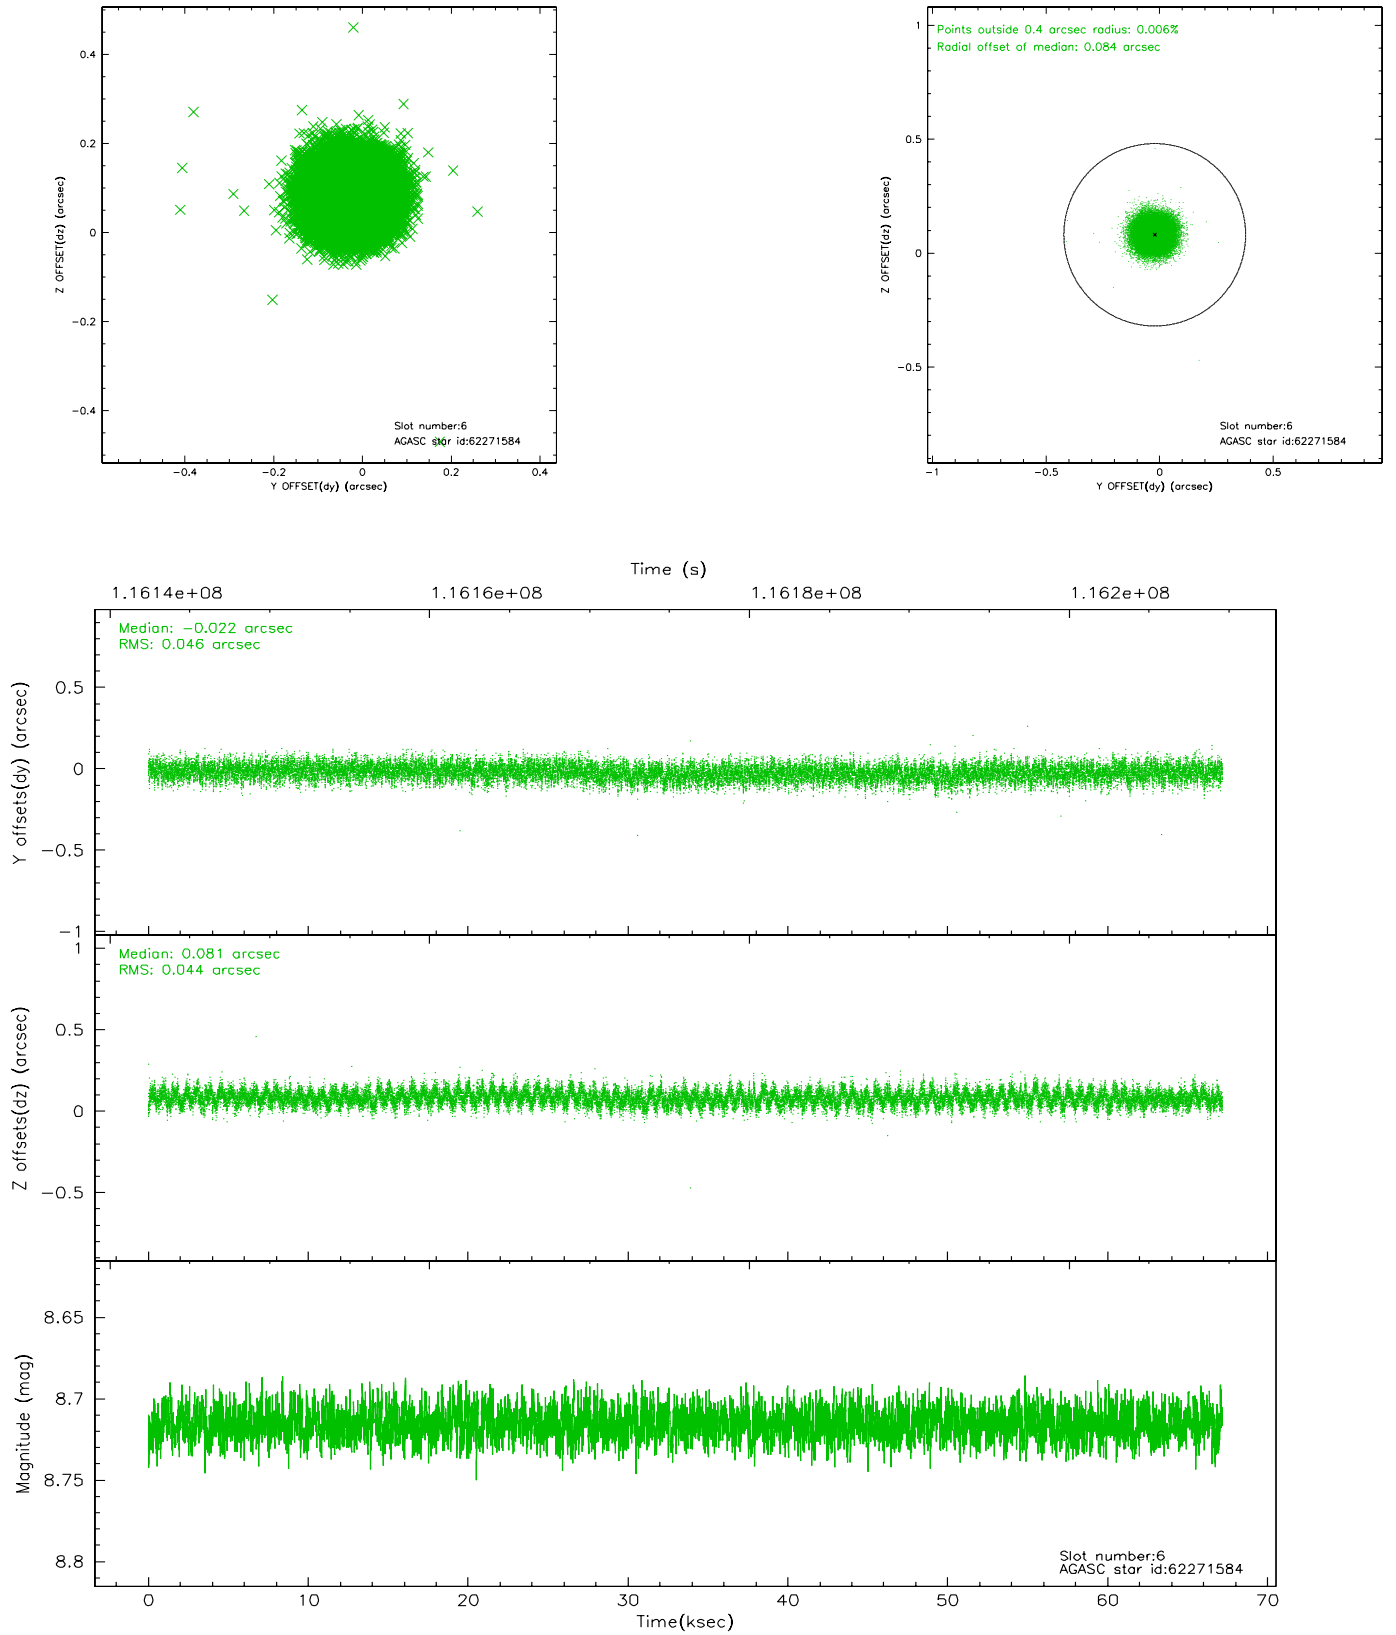 0.4
0.2
0
−0.2
−0.4
Z OFFSET(dz) (arcsec)
Slot number:6
AGASC star id:62271584
−0.4
−0.2
0
0.2
0.4
Y OFFSET(dy) (arcsec)
Points outside 0.4 arcsec radius: 0.006%
Radial offset of median: 0.084 arcsec
1
0.5
0
−0.5
Z OFFSET(dz) (arcsec)
Slot number:6
AGASC star id:62271584
−1
−0.5
0
0.5
Y OFFSET(dy) (arcsec)
Time (s)
1.1614e+08
1.1616e+08
1.1618e+08
1.162e+08
Median: −0.022 arcsec
RMS: 0.046 arcsec
0.5
0
−0.5
−1
Y offsets(dy) (arcsec)
Median: 0.081 arcsec
RMS: 0.044 arcsec
1
0.5
0
−0.5
Z offsets(dz) (arcsec)
8.65
8.7
8.75
8.8
Magnitude (mag)
Slot number:6
AGASC star id:62271584
0
10
20
30
40
50
60
70
Time(ksec)